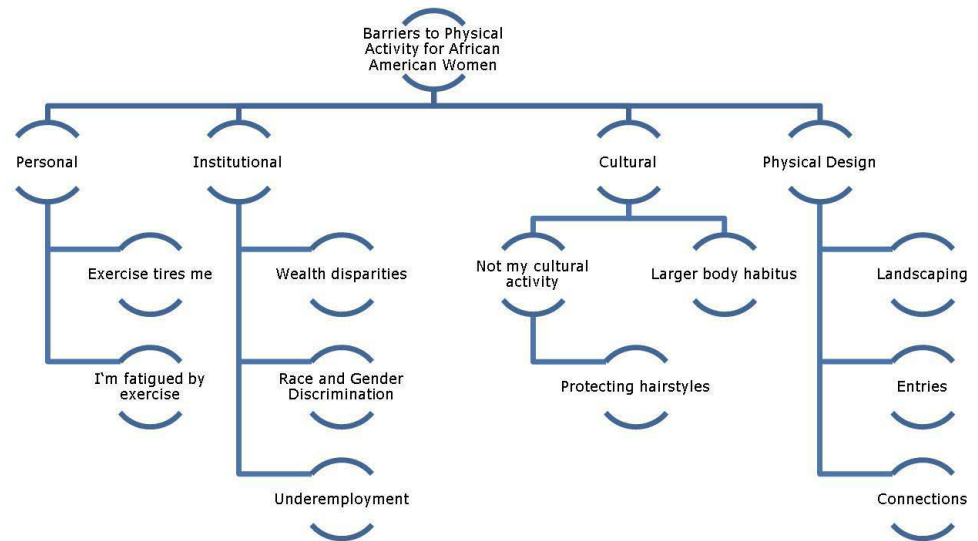 Barriers to Physical
Activity for African
American Women
Personal
Institutional
Cultural
Physical Design
Exercise tires me
Wealth disparities
Not my cultural
activity
Larger body habitus
Landscaping
I'm fatigued by
exercise
Race and Gender
Discrimination
Protecting hairstyles
Entries
Underemployment
Connections